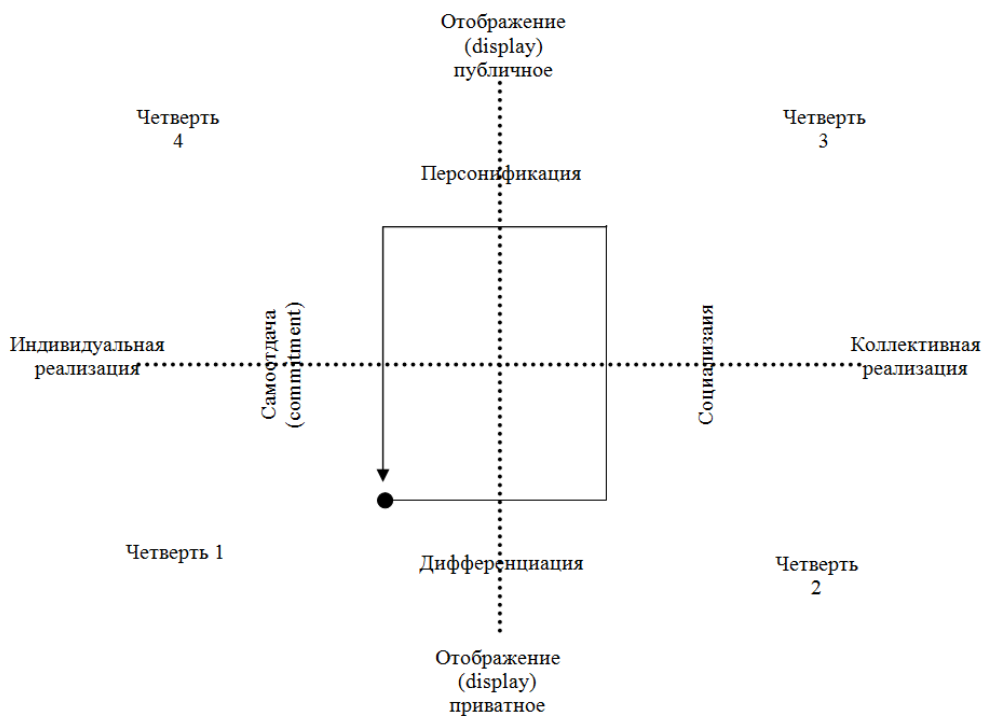 Отображение
(display)
публичное
Четверть
4
Четверть
3
Персонификация
Индивидуальная
реализация
Самоотдача
(commitment)
Социализаия
Коллективная
реализация
Четверть 1
Дифференциация
Четверть
2
Отображение
(display)
приватное